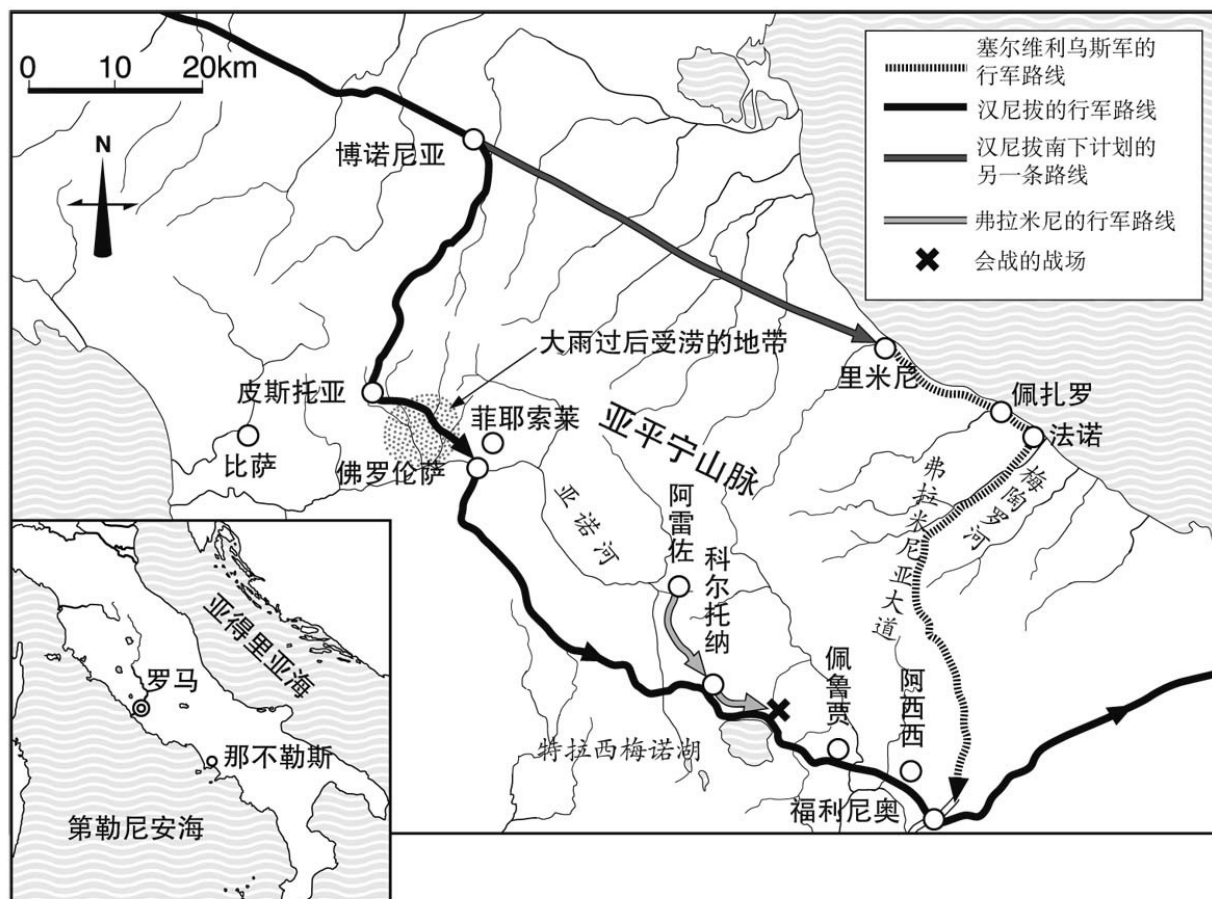 0 10 20km
N
塞尔维利乌斯军的
行军路线
汉尼拔的行军路线
汉尼拔南下计划的
另一条路线
弗拉米尼的行军路线
会战的战场
博诺尼亚
大雨过后受涝的地带
里米尼
皮斯托亚
佩扎罗
菲耶索莱
法诺
比萨
佛罗伦萨
亚平宁山脉
亚诺河
阿雷佐
科尔托纳
弗拉米尼亚大道
梅陶罗河
佩鲁贾
阿西西
特拉西梅诺湖
福利尼奥
亚得里亚海
罗马
那不勒斯
第勒尼安海